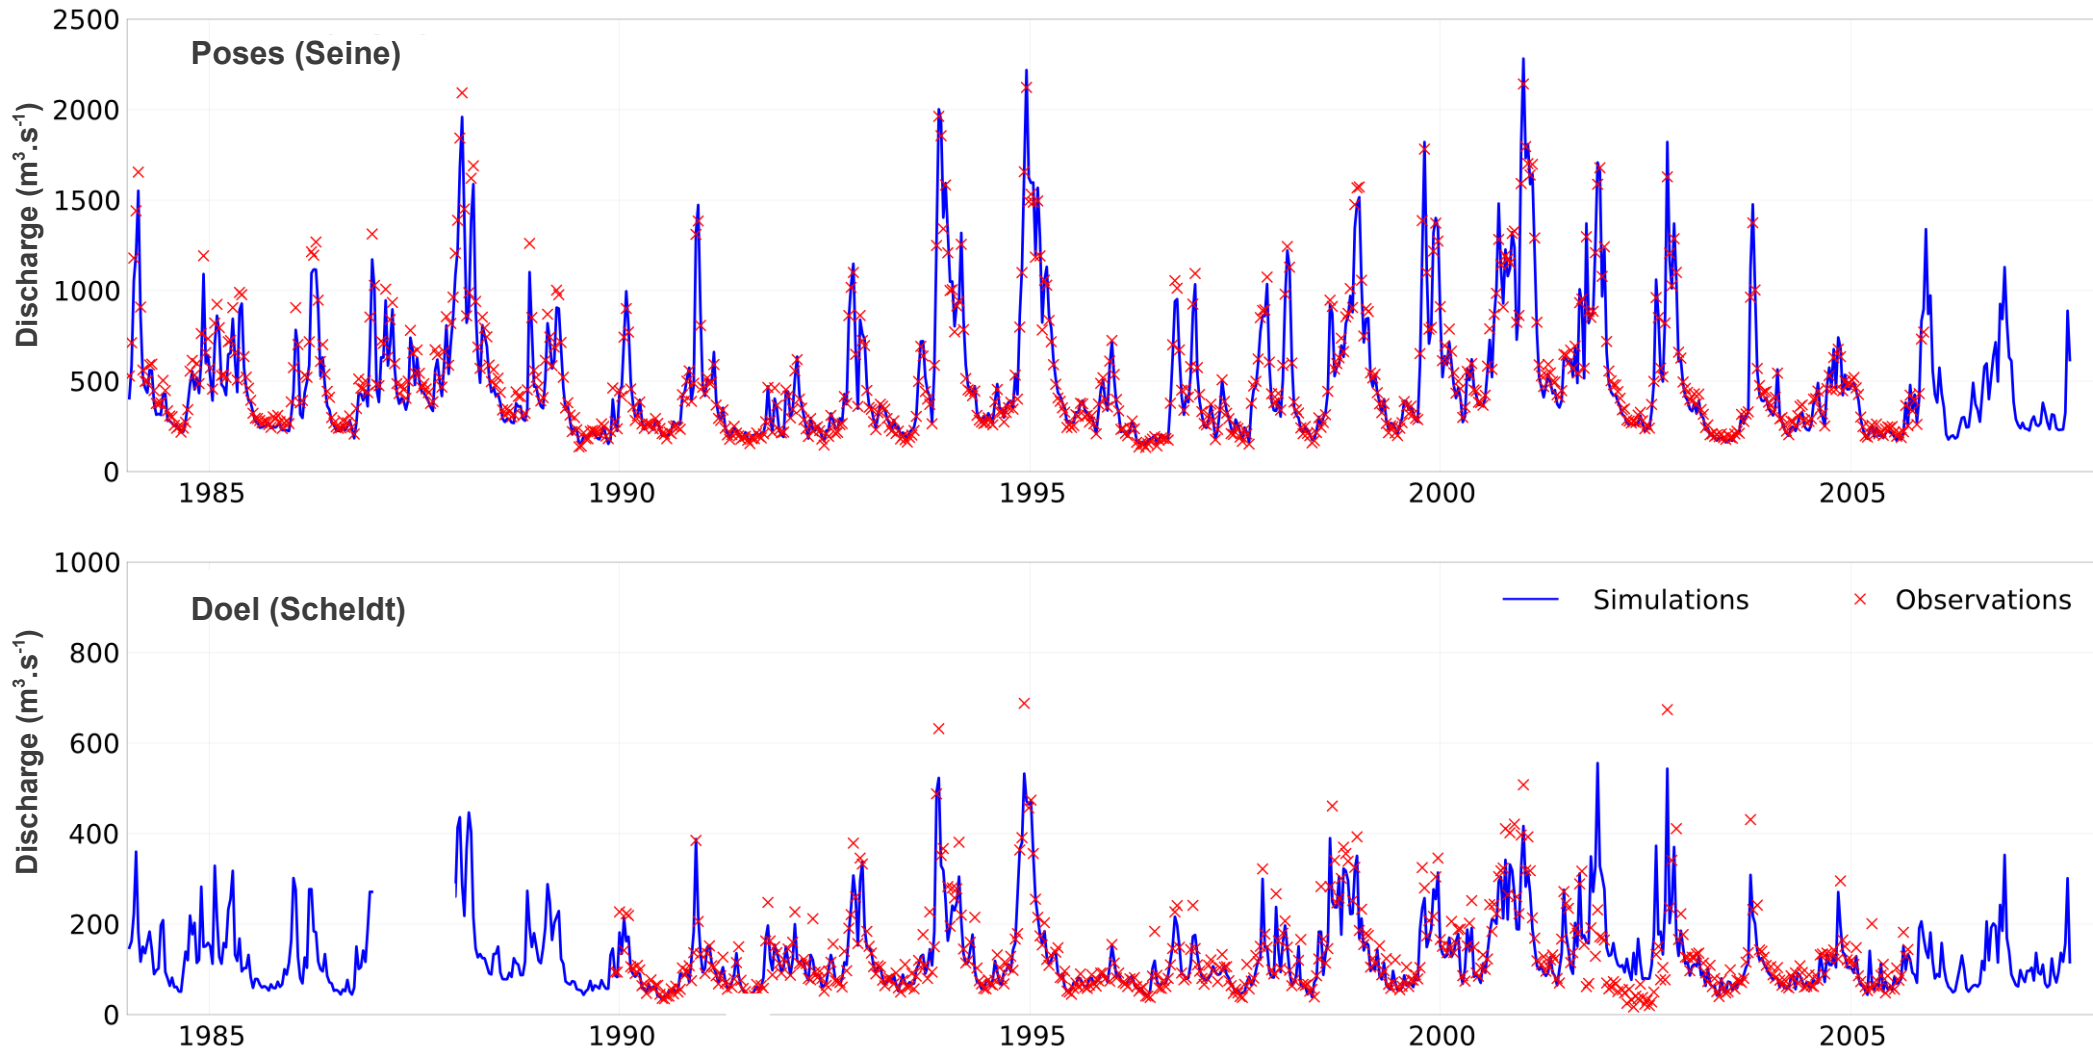 2500
Poses (Seine)
2000
1500
1000
500
0
Discharge (m³.s⁻¹)
1985 1990 1995 2000 2005
1000
Doel (Scheldt)
Simulations Observations
800
600
400
200
0
Discharge (m³.s⁻¹)
1985 1990 1995 2000 2005